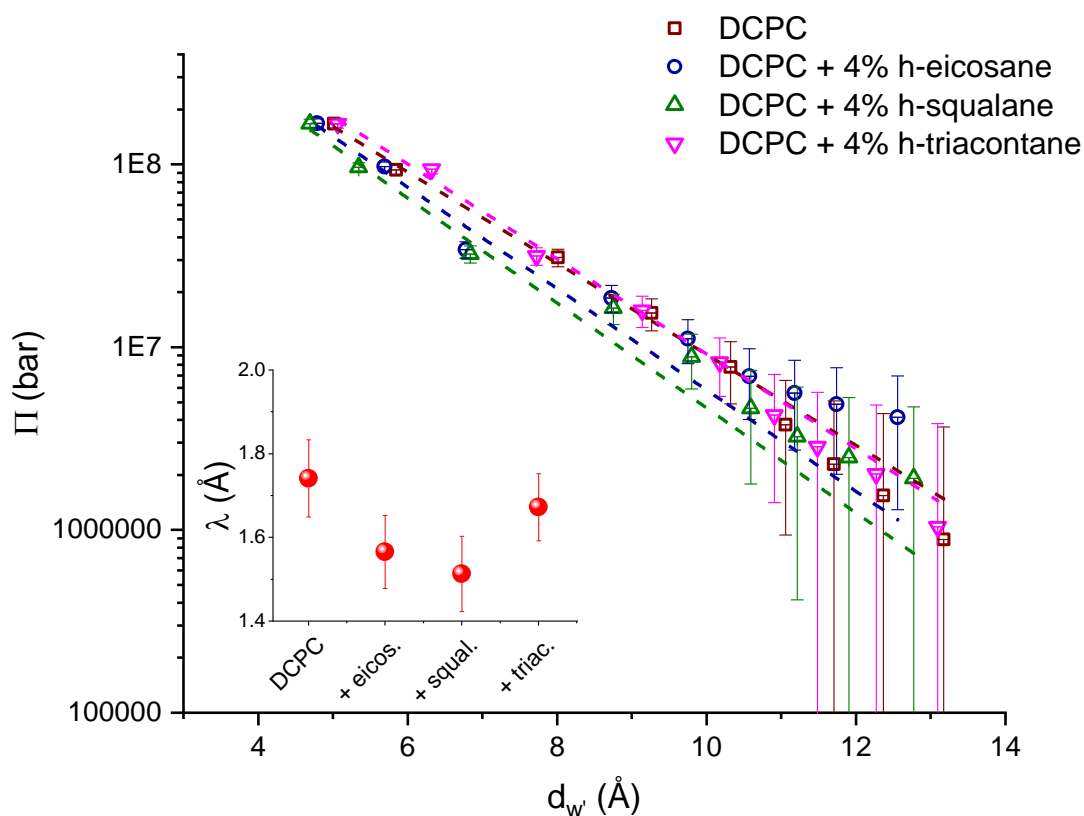 DCPC
DCPC + 4% h-eicosane
DCPC + 4% h-squalane
DCPC + 4% h-triacontane
1E8
1E7
1000000
100000
Π (bar)
4 6 8 10 12 14
d_w' (Å)
2.0
1.8
1.6
1.4
λ (Å)
DCPC
+ eicos.
+ squal.
+ triac.